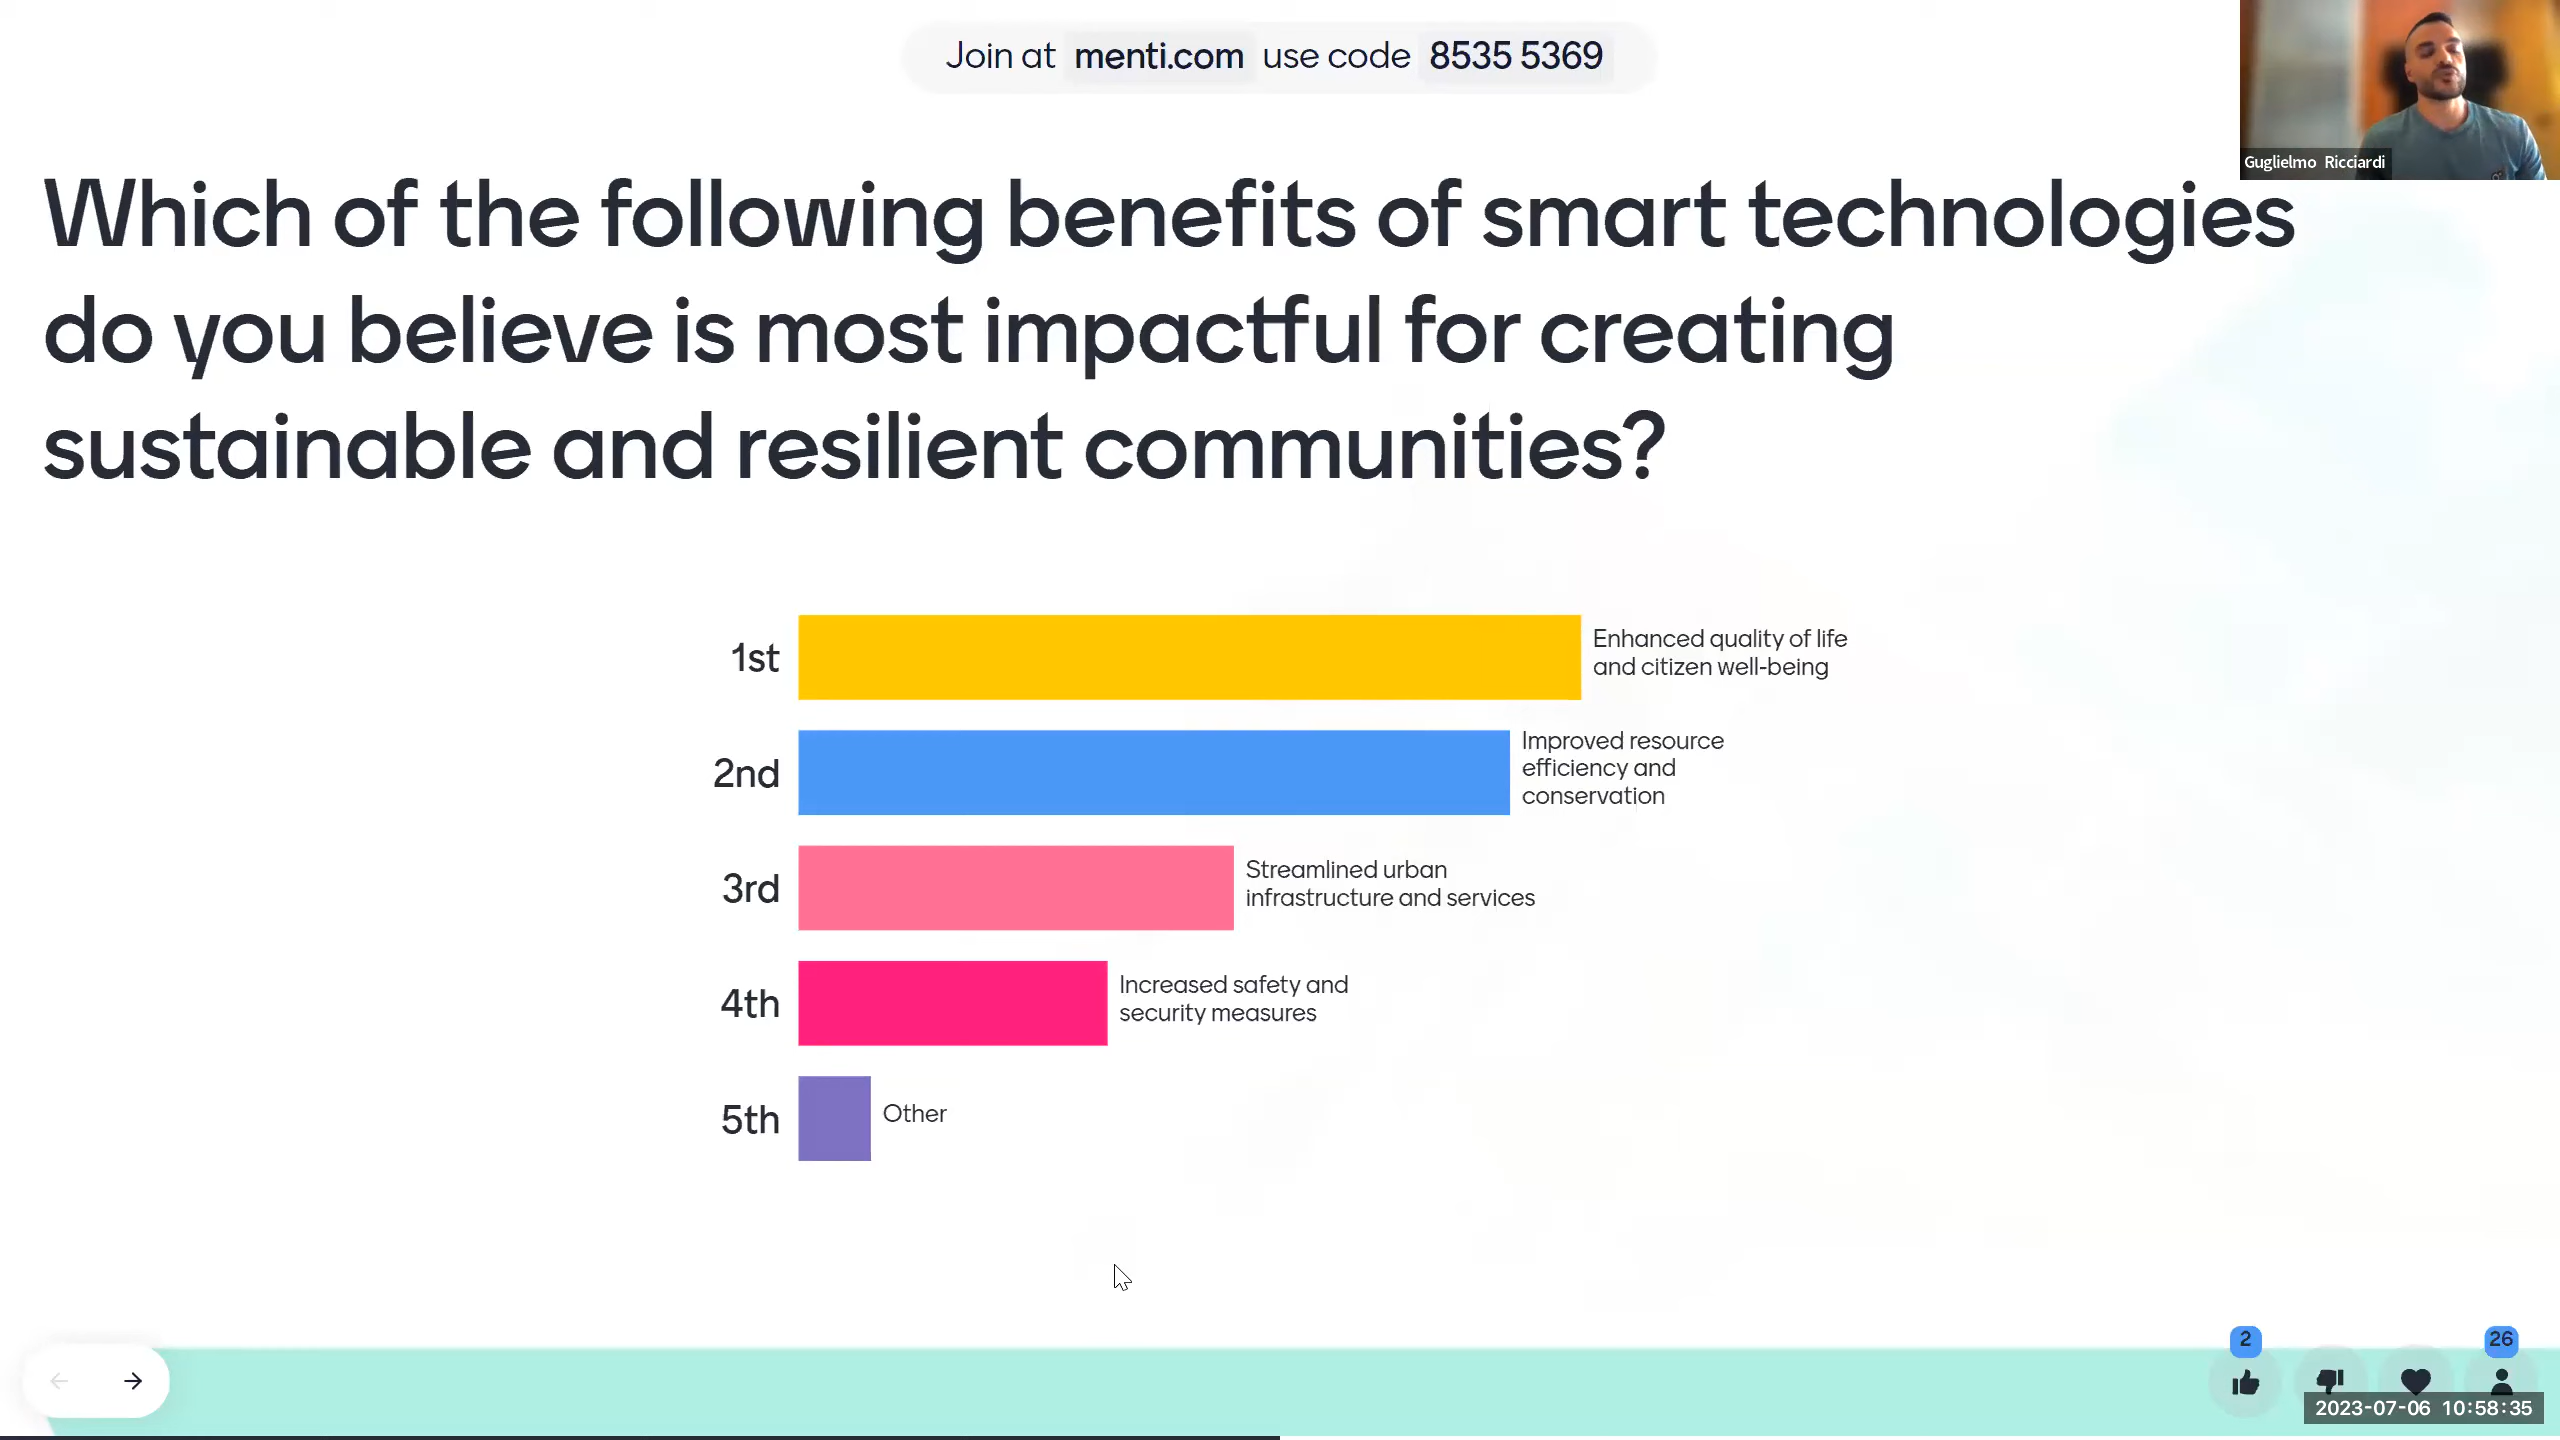 Join at menti.com use code 8535 5369
Guglielmo Ricciardi
Which of the following benefits of smart technologies
do you believe is most impactful for creating
sustainable and resilient communities?
1st
Enhanced quality of life
and citizen well-being
2nd
Improved resource
efficiency and
conservation
3rd
Streamlined urban
infrastructure and services
4th
Increased safety and
security measures
5th
Other
2
26
2023-07-06 10:58:35